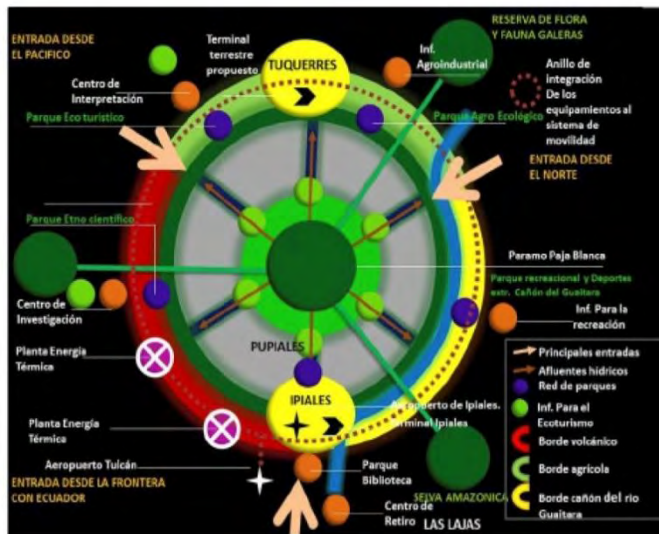 ENTRADA DESDE
EL PACIFICO
Terminal
terrestre
propuesto
TUQUERRES
Inf.
Agroindustrial
RESERVA DE FLORA
Y FAUNA GALERAS
Centro de
Interpretación
Anillo de
integración
De los
equipamientos al
sistema de
movilidad
Parque Eco turístico
Parque Agro Ecológico
ENTRADA DESDE
EL NORTE
Parque Etno científico
Paramo Paja Blanca
Parque recreacional y Deportes
extr. Cañón del Guaitara
Centro de
Investigación
Inf. Para la
recreación
Planta Energía
Térmica
PUPIALES
IPIALES
Aeropuerto de Ipiales.
Terminal Ipiales
Planta Energía
Térmica
Aeropuerto Tulcán
Parque
Biblioteca
ENTRADA DESDE LA FRONTERA
CON ECUADOR
SELVA AMAZONICA
Centro de
Retiro
LAS LAJAS
Principales entradas
Afluentes hídricos
Red de parques
Inf. Para el
Ecoturismo
Borde volcánico
Borde agrícola
Borde cañón del rio
Guaitara